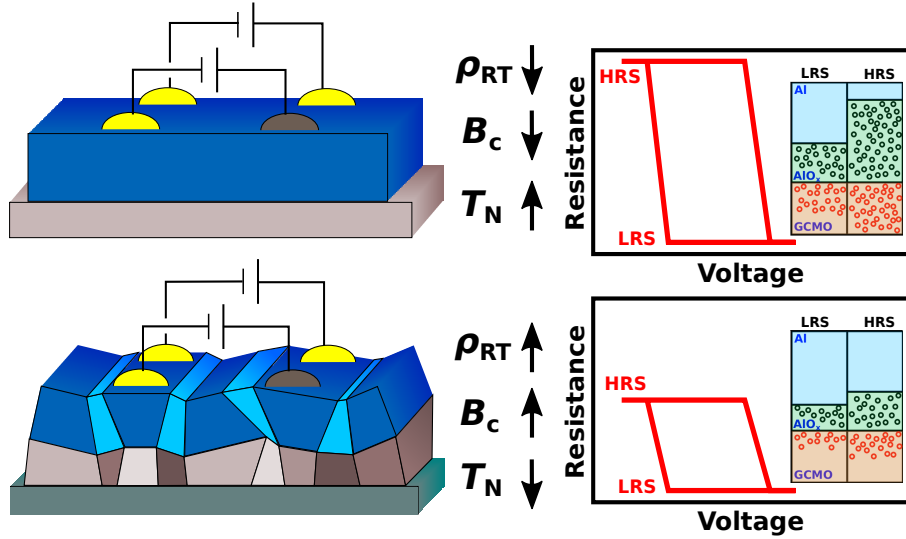 ρRT
Bc
TN
Resistance
HRS
LRS
Voltage
LRS HRS
Al
AlOx
GCMO
ρRT
Bc
TN
Resistance
HRS
LRS
Voltage
LRS HRS
Al
AlOx
GCMO